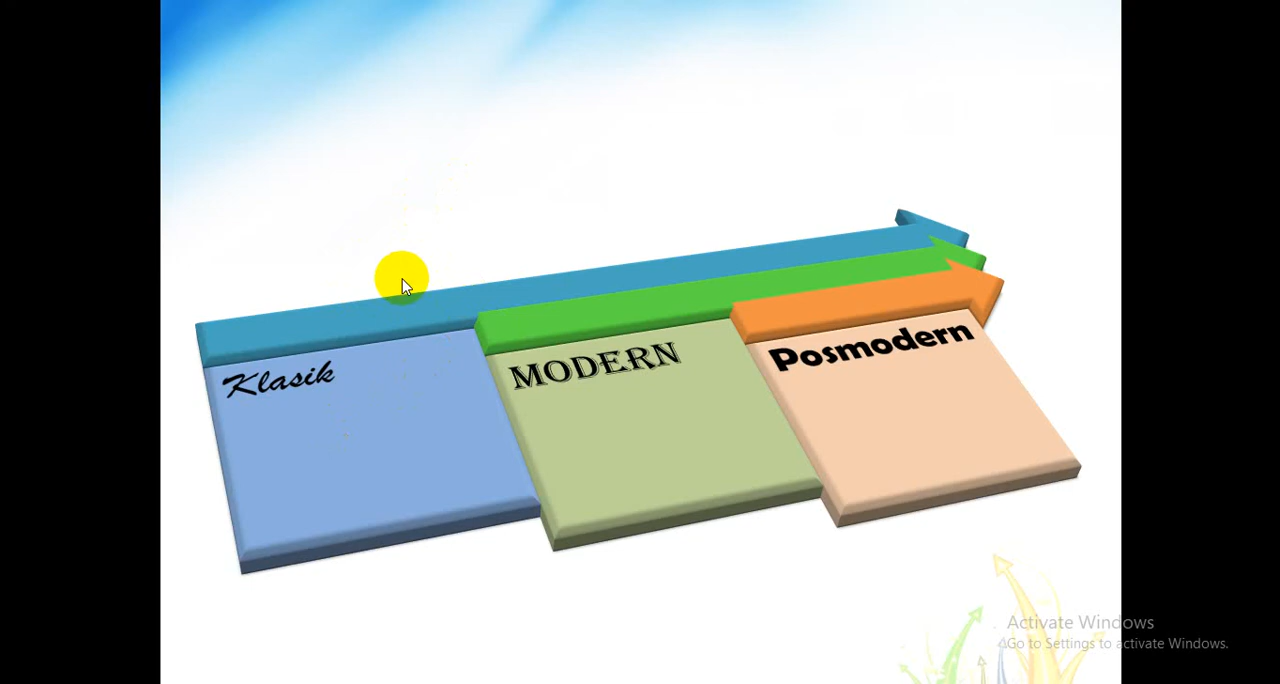 Klasik
MODERN
Posmodern
Activate Windows
Go to Settings to activate Windows.